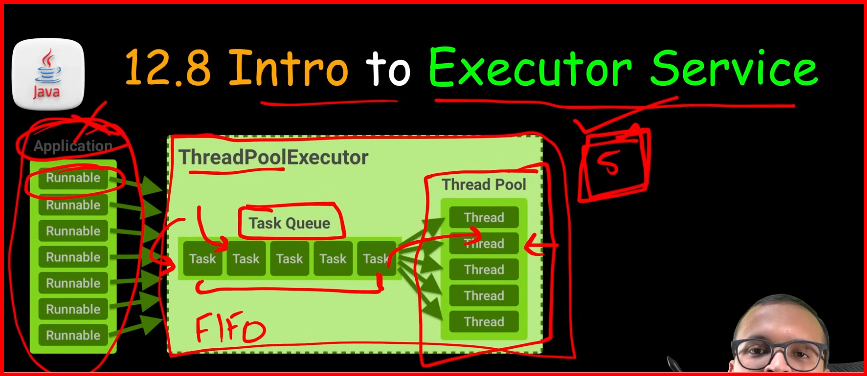 Java
12.8 Intro to Executor Service
Application
Runnable
Runnable
Runnable
Runnable
Runnable
Runnable
Runnable
ThreadPoolExecutor
Task Queue
Task Task Task Task Task
FIFO
Thread Pool
Thread
Thread
Thread
Thread
Thread
5